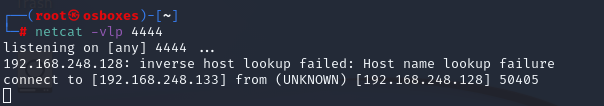 ┌──(root㉿osboxes)-[~]
└─# netcat -vlp 4444
listening on [any] 4444 ...
192.168.248.128: inverse host lookup failed: Host name lookup failure
connect to [192.168.248.133] from (UNKNOWN) [192.168.248.128] 50405